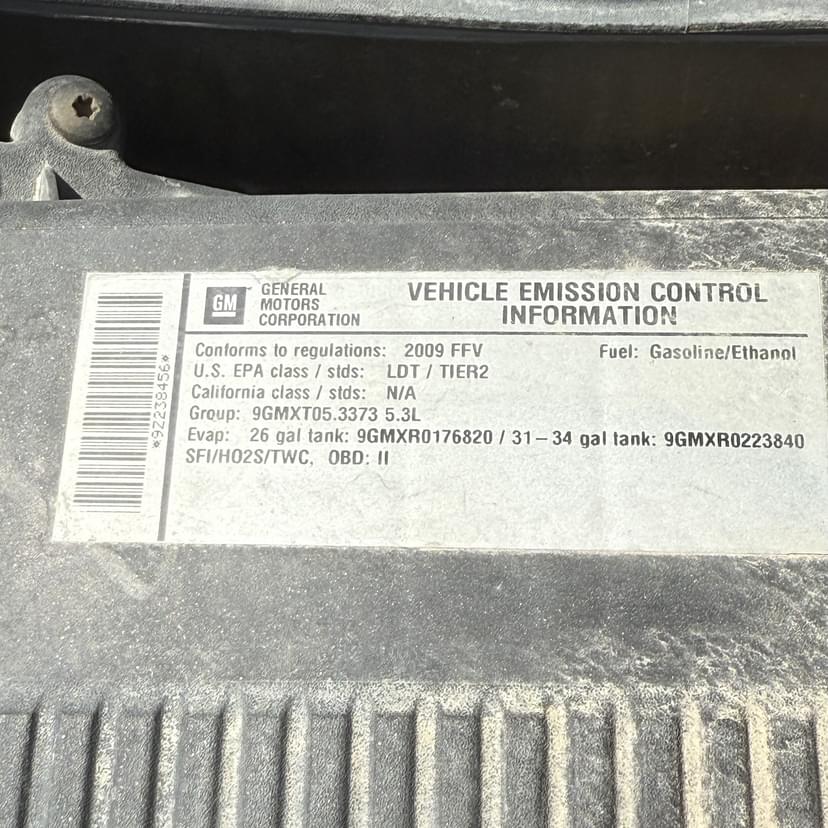 GM
GENERAL
MOTORS
CORPORATION
VEHICLE EMISSION CONTROL
INFORMATION
Conforms to regulations: 2009 FFV
Fuel: Gasoline/Ethanol
U.S. EPA class / stds: LDT / TIER2
California class / stds: N/A
Group: 9GMXT05.3373 5.3L
Evap: 26 gal tank: 9GMXR0176820 / 31-34 gal tank: 9GMXR0223840
SFI/HO2S/TWC, OBD: II
*9Z238456*